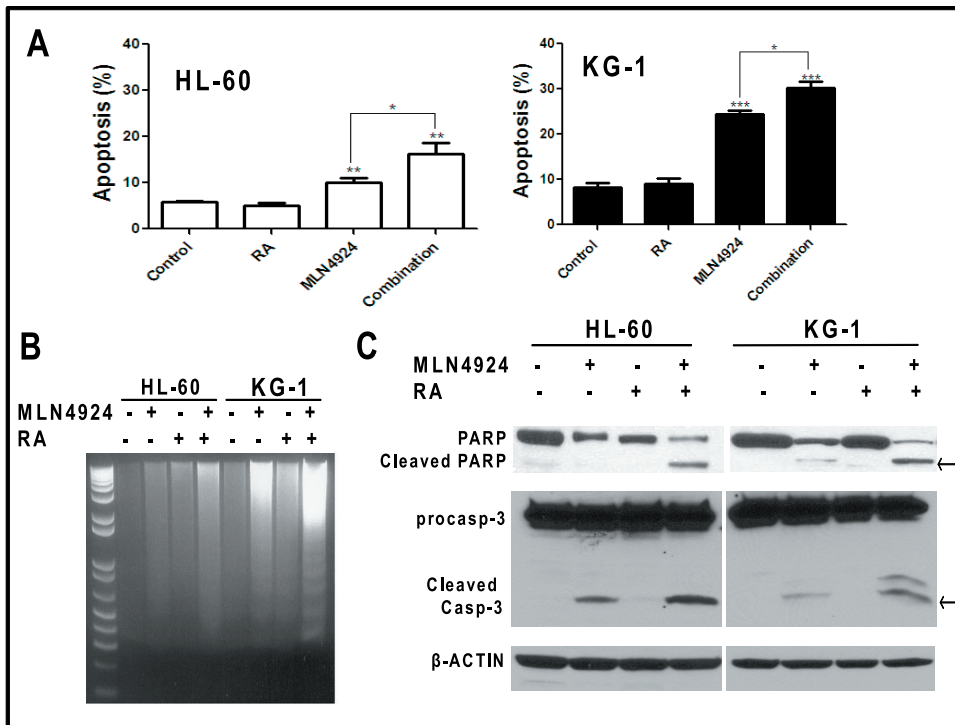 A
HL-60
Apoptosis (%)
40
30
20
10
0
**
*
**
Control
RA
MLN4924
Combination
KG-1
Apoptosis (%)
40
30
20
10
0
***
*
***
Control
RA
MLN4924
Combination
B
HL-60 KG-1
MLN4924 - + - + - + - +
RA - - + + - - + +
C
HL-60 KG-1
MLN4924 - + - + - + - +
RA - - + + - - + +
PARP
Cleaved PARP ←
procasp-3
Cleaved
Casp-3 ←
β-ACTIN